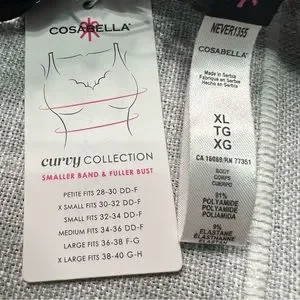 COSABELLA
curvy COLLECTION
SMALLER BAND & FULLER BUST
PETITE FITS 28-30 DD-F
X SMALL FITS 30-32 DD-F
SMALL FITS 32-34 DD-F
MEDIUM FITS 34-36 DD-F
LARGE FITS 36-38 F-G
X LARGE FITS 38-40 G-H
NEVER1355
COSABELLA
Made in Serbia
Fabriqué en Serbie
Hecho en Serbia
XL
TG
XG
CA 16089/RN 77351
BODY
CORPS
CUERPO
91%
POLYAMIDE
POLYAMIDE
POLIAMIDA
9%
ELASTANE
ELASTHANNE